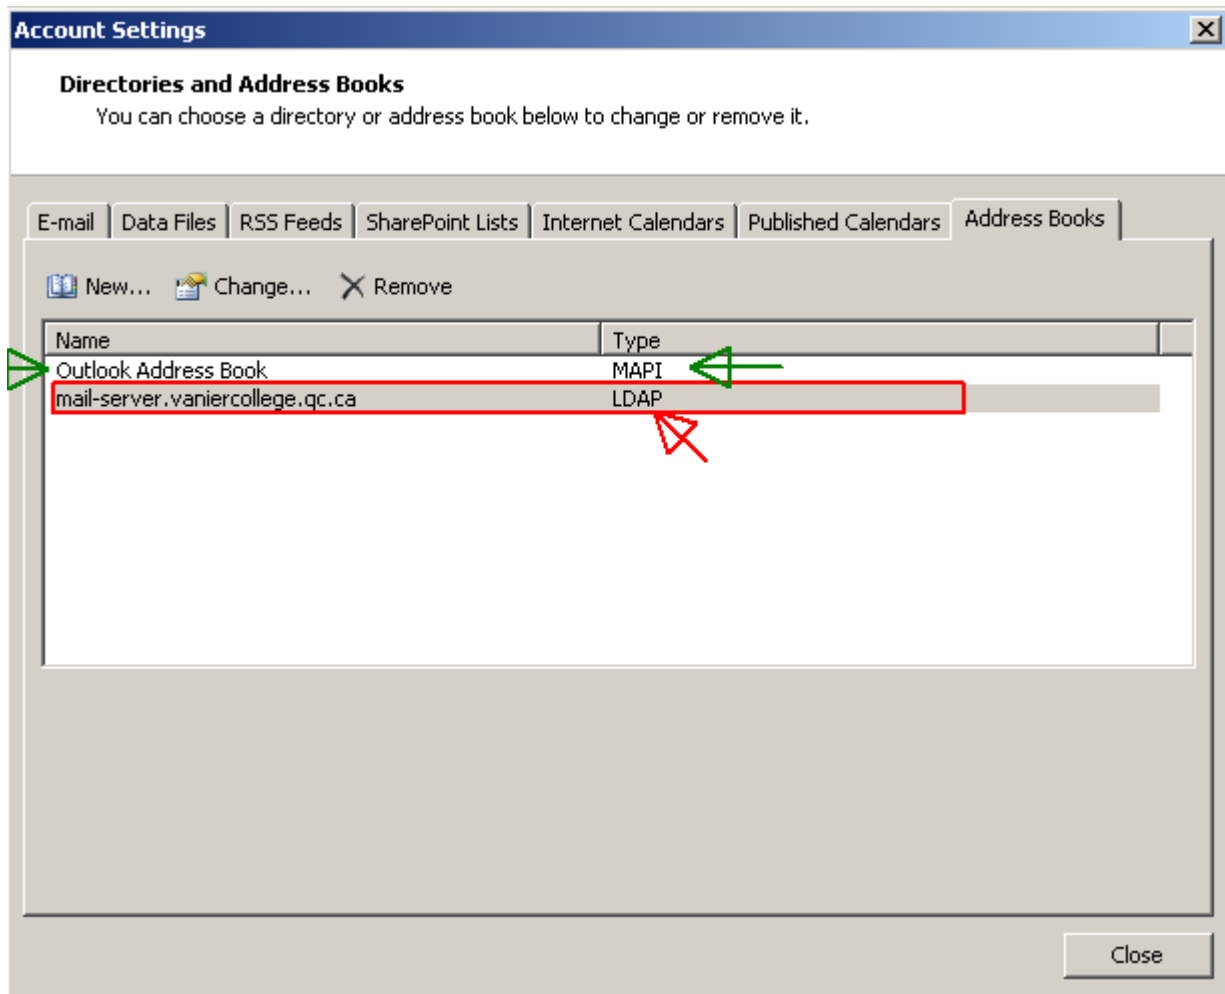 Account Settings
Directories and Address Books
You can choose a directory or address book below to change or remove it.
E-mail Data Files RSS Feeds SharePoint Lists Internet Calendars Published Calendars Address Books
New... Change... Remove
Name Type
Outlook Address Book MAPI
mail-server.vaniercollege.qc.ca LDAP
Close